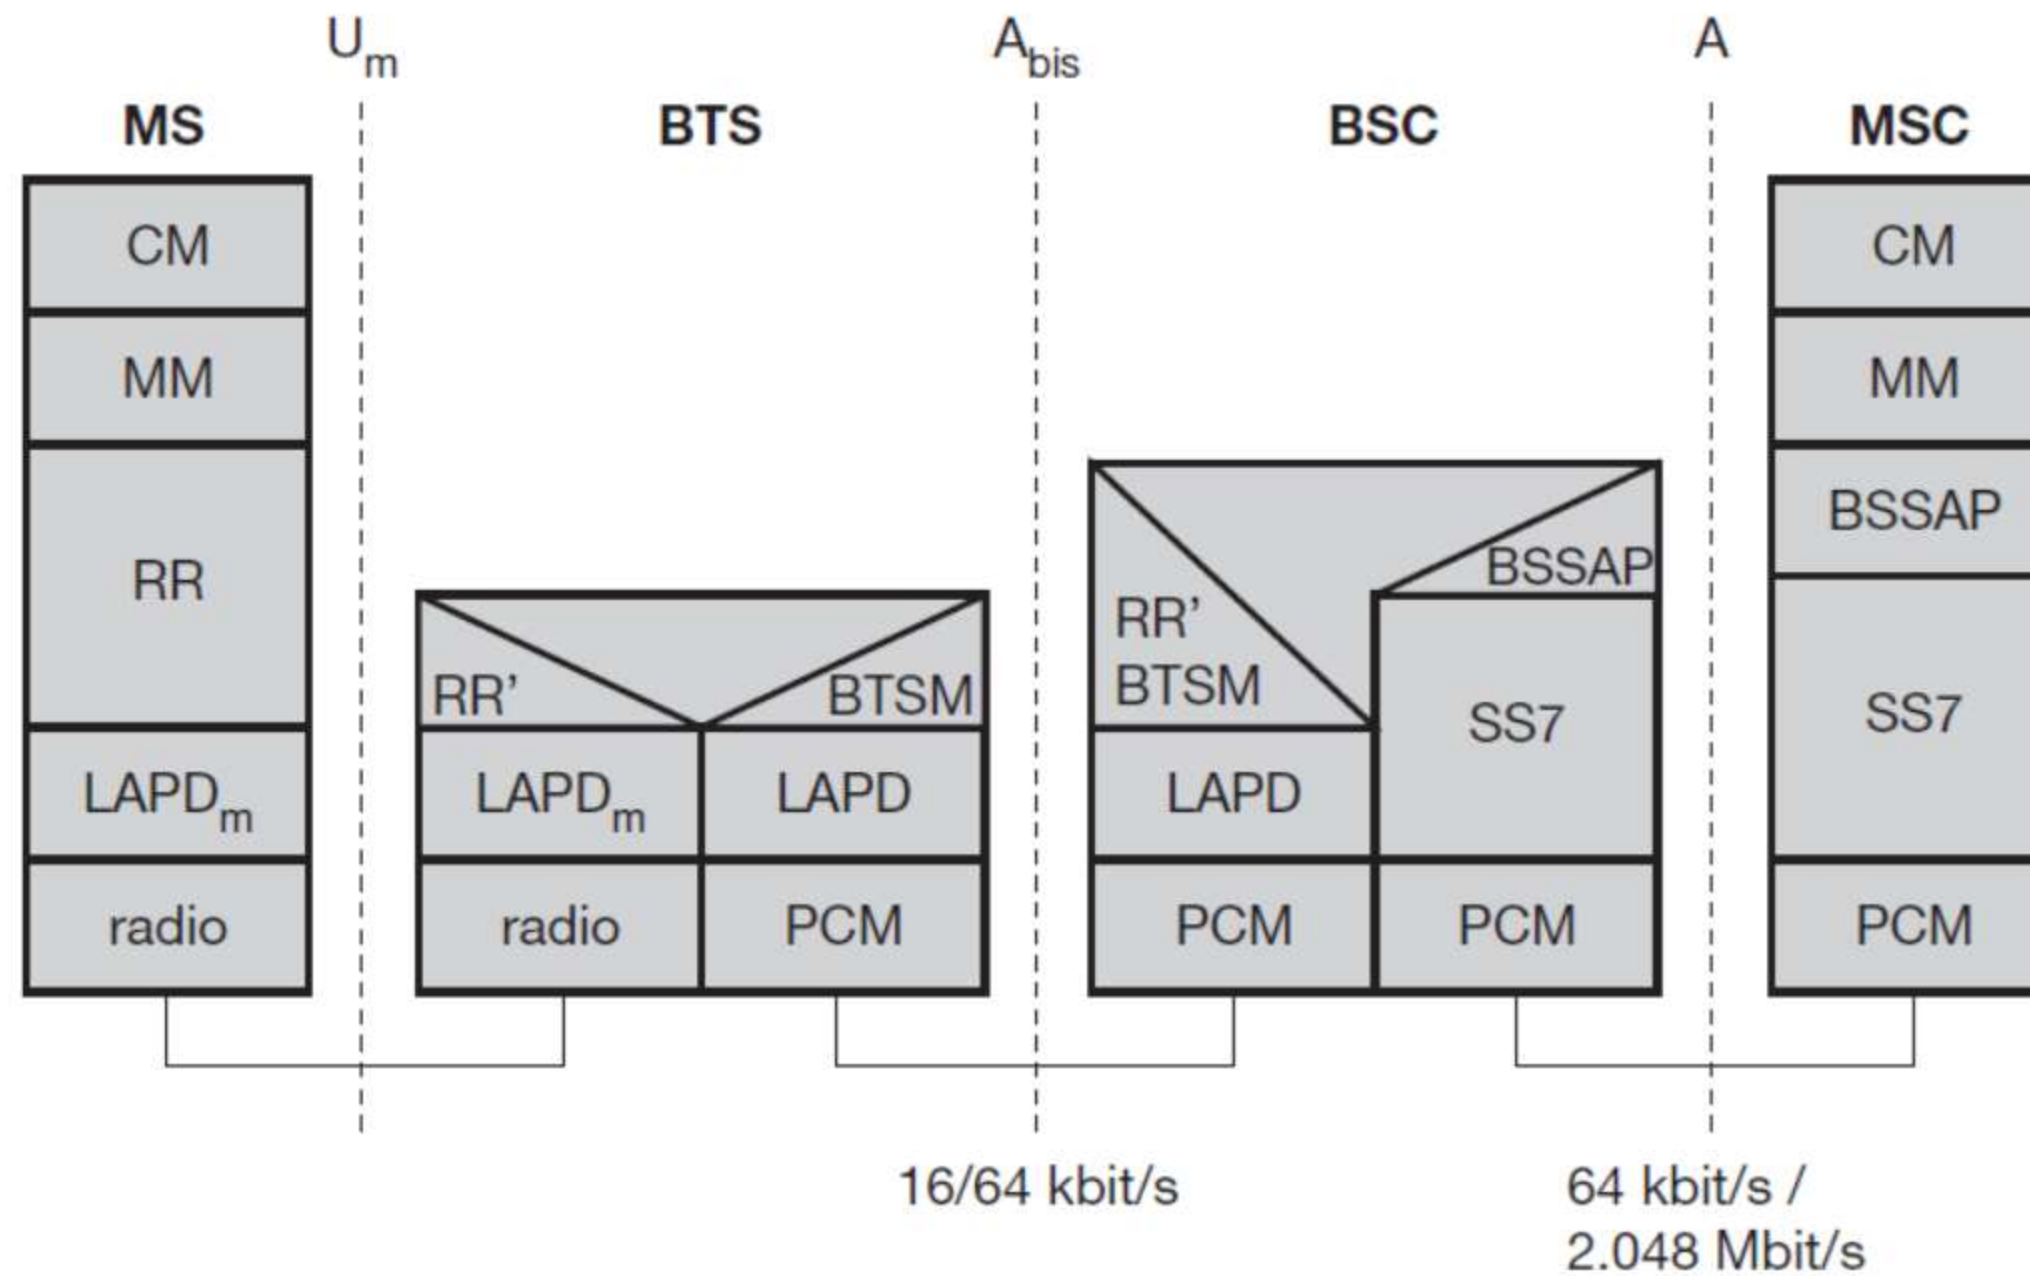 Um
Abis
A
MS
BTS
BSC
MSC
CM
MM
RR
LAPDm
radio
RR’
BTSM
LAPDm
LAPD
radio
PCM
RR’
BTSM
BSSAP
LAPD
SS7
PCM
PCM
CM
MM
BSSAP
SS7
PCM
16/64 kbit/s
64 kbit/s /
2.048 Mbit/s